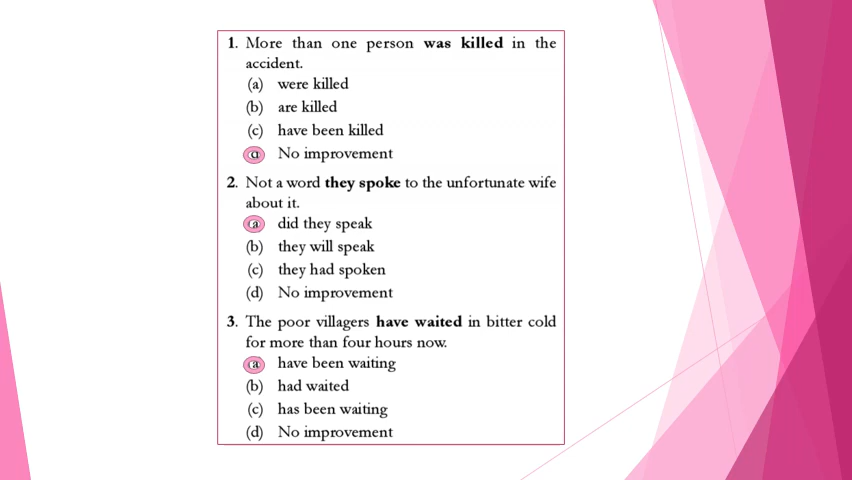 1. More than one person was killed in the
accident.
(a) were killed
(b) are killed
(c) have been killed
(d) No improvement
2. Not a word they spoke to the unfortunate wife
about it.
(a) did they speak
(b) they will speak
(c) they had spoken
(d) No improvement
3. The poor villagers have waited in bitter cold
for more than four hours now.
(a) have been waiting
(b) had waited
(c) has been waiting
(d) No improvement